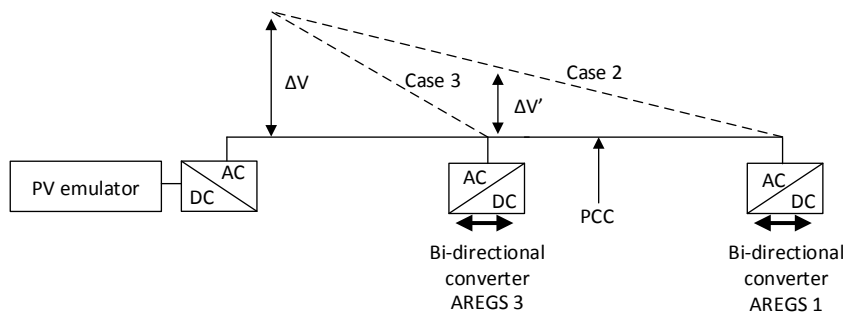 ΔV
Case 3
Case 2
ΔV’
PV emulator
AC
DC
AC
DC
PCC
AC
DC
Bi-directional
converter
AREGS 3
Bi-directional
converter
AREGS 1